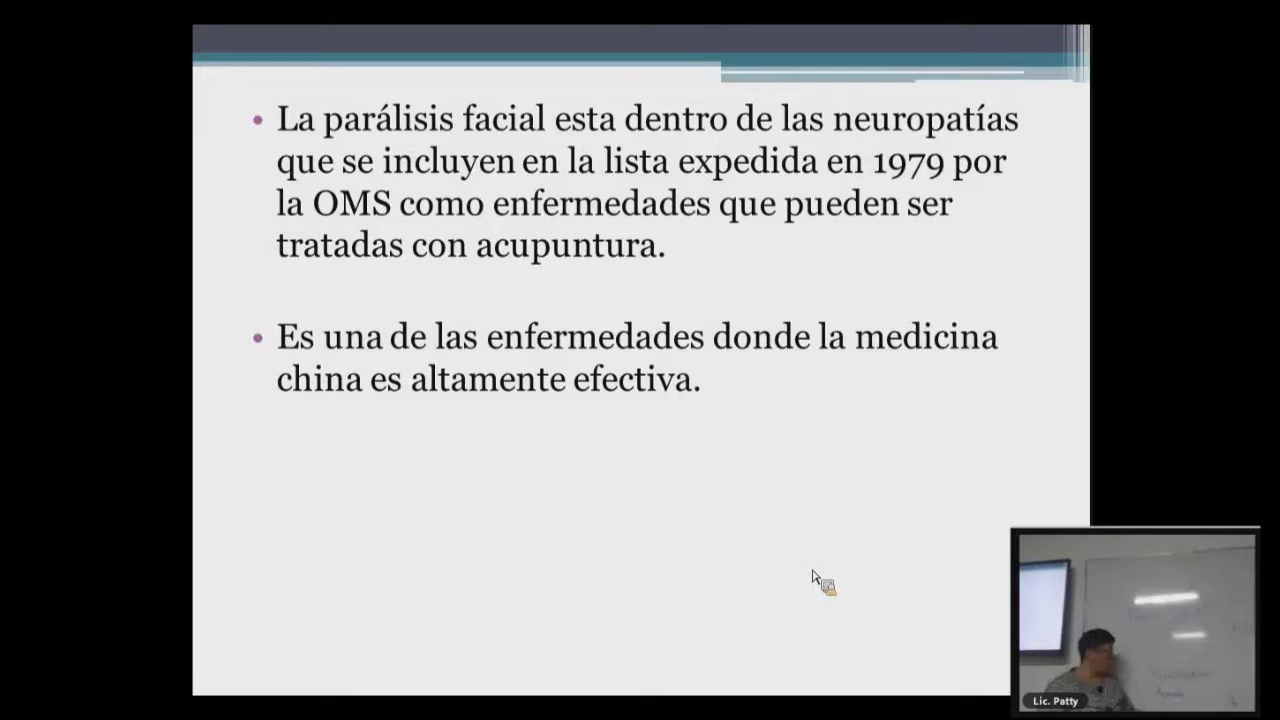 La parálisis facial esta dentro de las neuropatías
que se incluyen en la lista expedida en 1979 por
la OMS como enfermedades que pueden ser
tratadas con acupuntura.
Es una de las enfermedades donde la medicina
china es altamente efectiva.
Lic. Patty